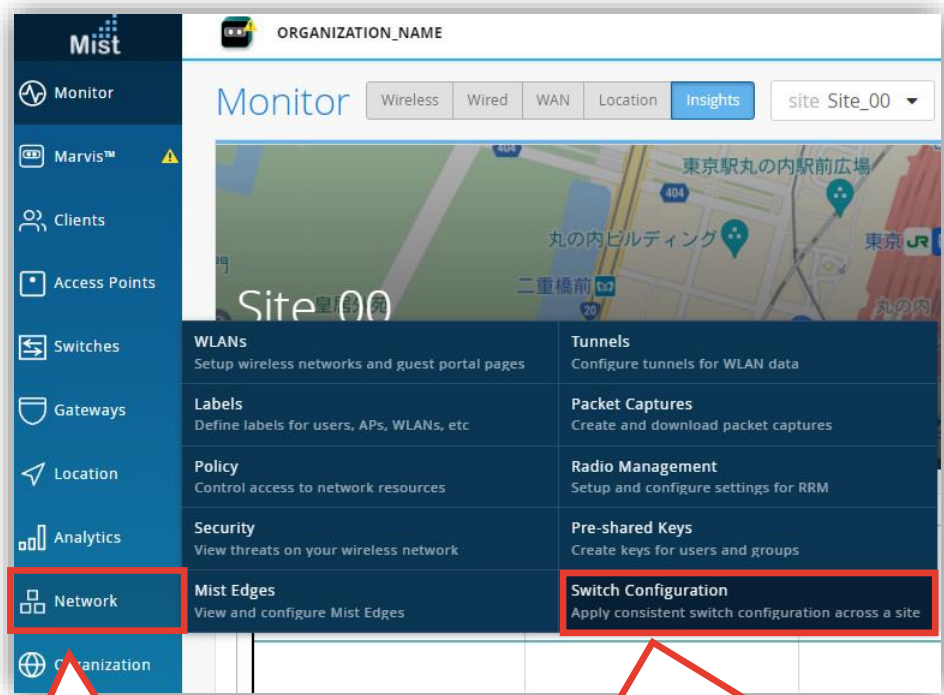 Mist
ORGANIZATION_NAME
Monitor
Monitor
Wireless
Wired
WAN
Location
Insights
site Site_00
Marvis™
Clients
Access Points
Switches
Gateways
Location
Analytics
Network
404
東京駅丸の内駅前広場
404
丸の内ビルディング
東京 JR
二重橋前
20
丸の内
Site_00
WLANs
Setup wireless networks and guest portal pages
Tunnels
Configure tunnels for WLAN data
Labels
Define labels for users, APs, WLANs, etc
Packet Captures
Create and download packet captures
Policy
Control access to network resources
Radio Management
Setup and configure settings for RRM
Security
View threats on your wireless network
Pre-shared Keys
Create keys for users and groups
Mist Edges
View and configure Mist Edges
Switch Configuration
Apply consistent switch configuration across a site